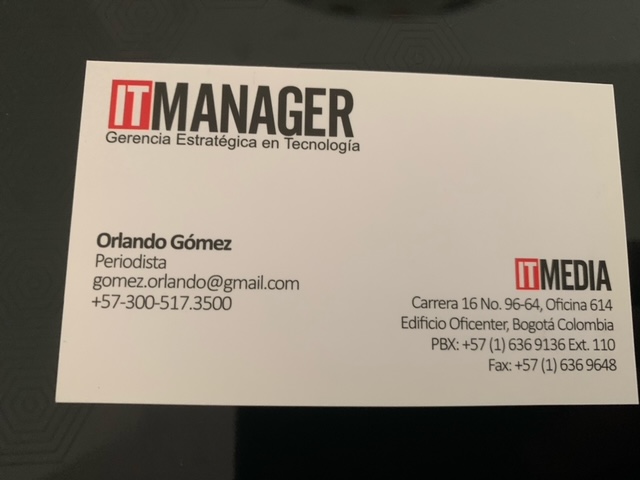 ITMANAGER
Gerencia Estratégica en Tecnología
Orlando Gómez
Periodista
gomez.orlando@gmail.com
+57-300-517.3500
ITMEDIA
Carrera 16 No. 96-64, Oficina 614
Edificio Oficenter, Bogotá Colombia
PBX: +57 (1) 636 9136 Ext. 110
Fax: +57 (1) 636 9648